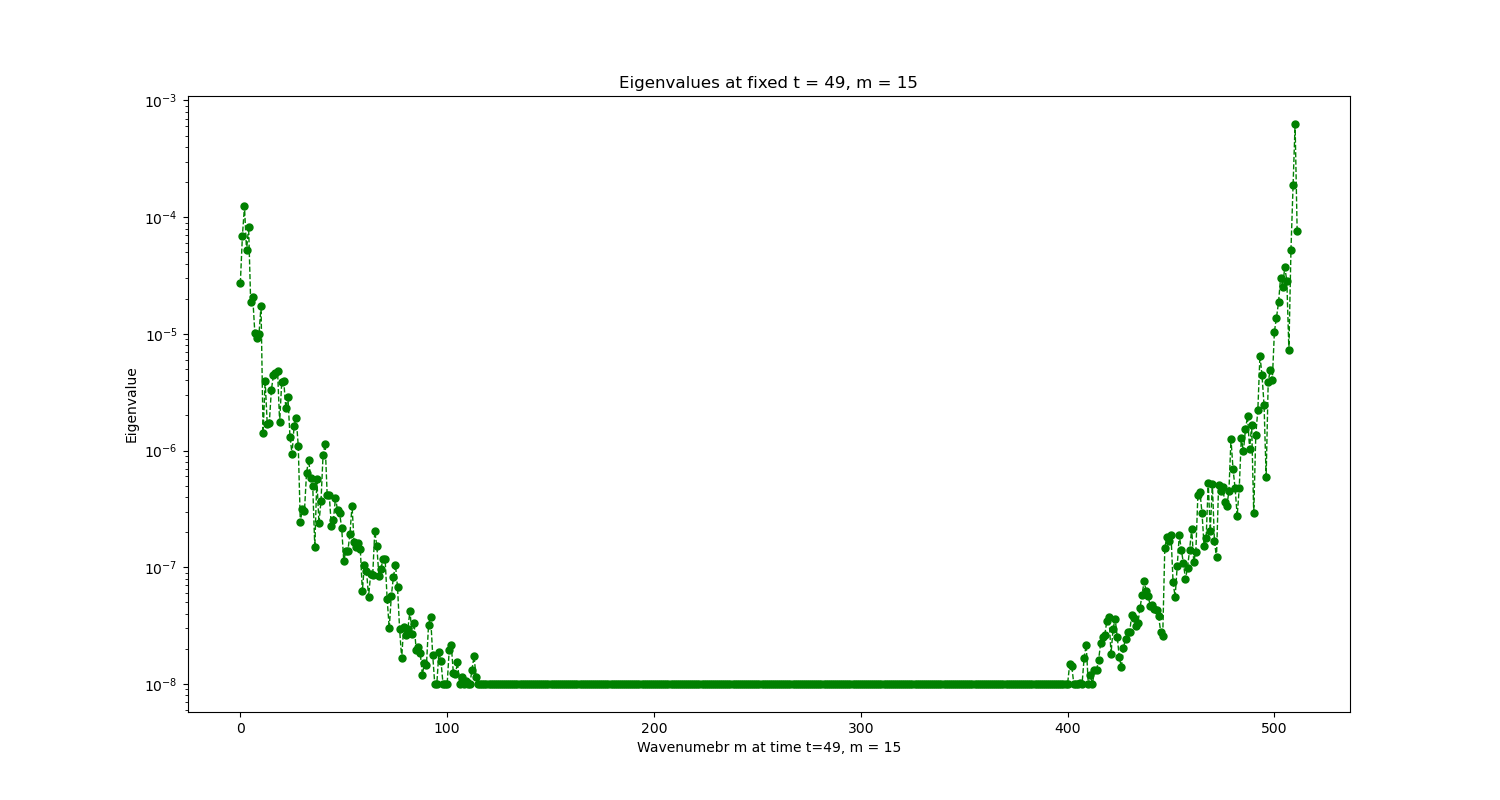 Eigenvalues at fixed t = 49, m = 15
Eigenvalue
10⁻³
10⁻⁴
10⁻⁵
10⁻⁶
10⁻⁷
10⁻⁸
0 100 200 300 400 500
Wavenumebr m at time t=49, m = 15